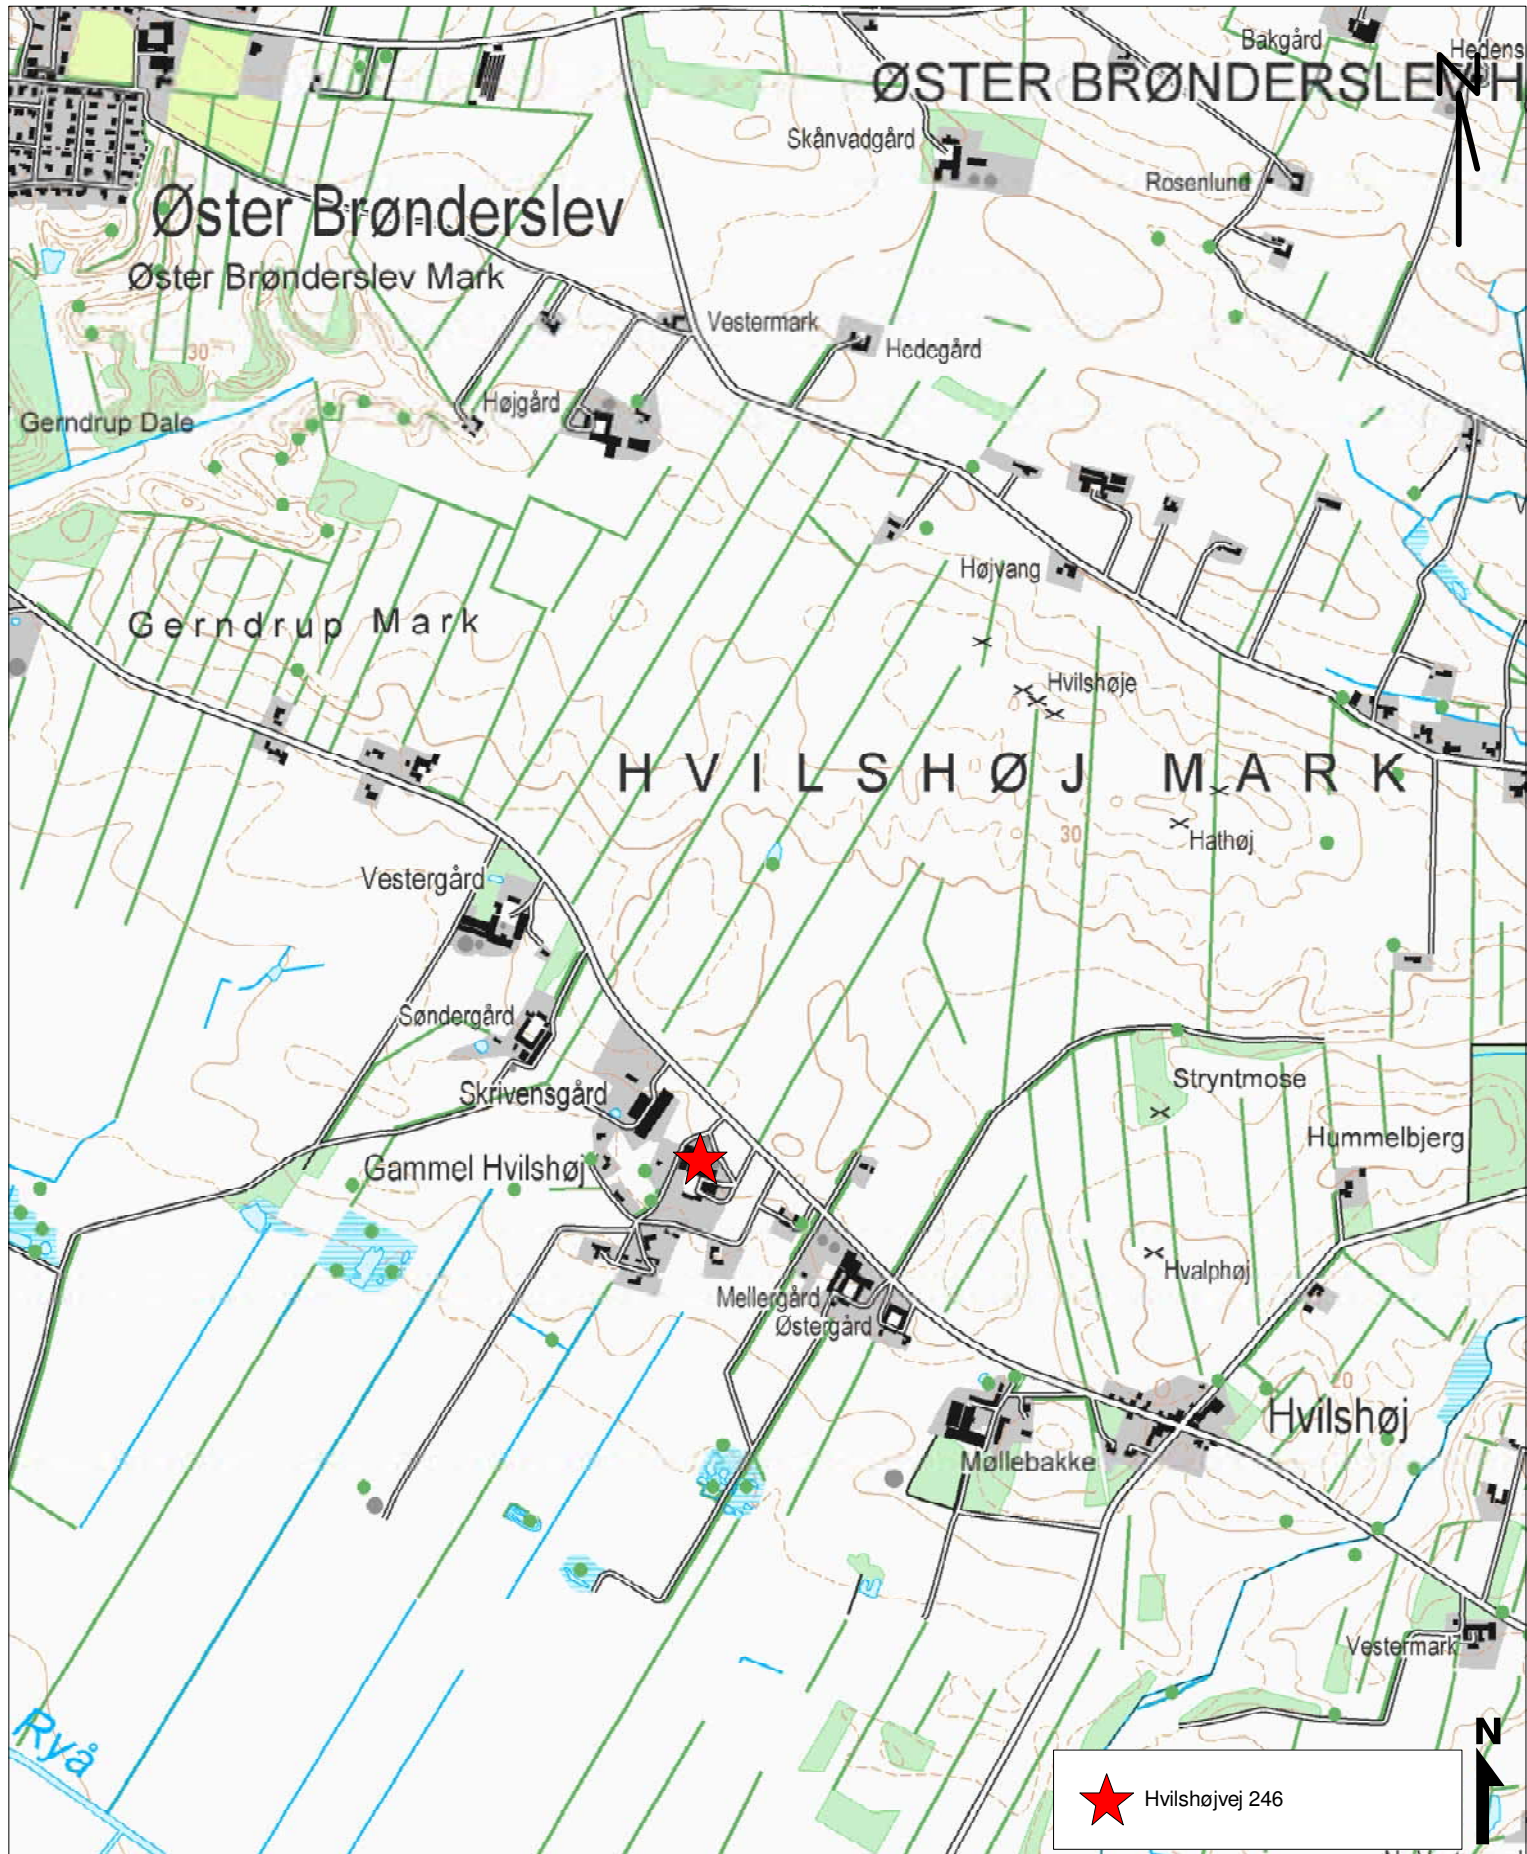 Bakgård
Hedens
N
ØSTER BRØNDERSLEV H
Skånvadgård
Rosenlund
Øster Brønderslev
Øster Brønderslev Mark
Vestermark
Hedegård
30
Højgård
Gerndrup Dale
Højvang
Gerndrup Mark
Hvilshøje
HVILSHØJ MARK
30
Hathøj
Vestergård
Søndergård
Skrivensgård
Stryntmose
Hummelbjerg
Gammel Hvilshøj
Hvalphøj
Mellergård
Østergård
20
Hvilshøj
Møllebakke
Vestermark
Ryå
N
Hvilshøjvej 246